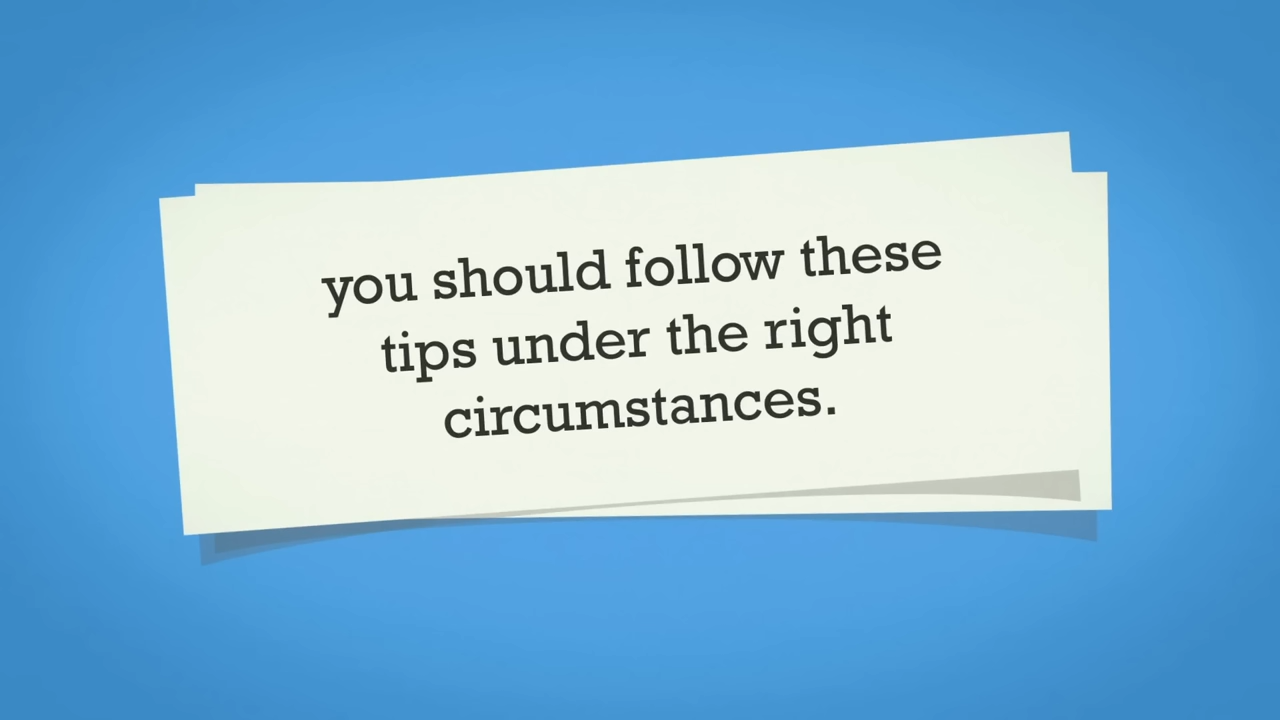 you should follow these
tips under the right
circumstances.